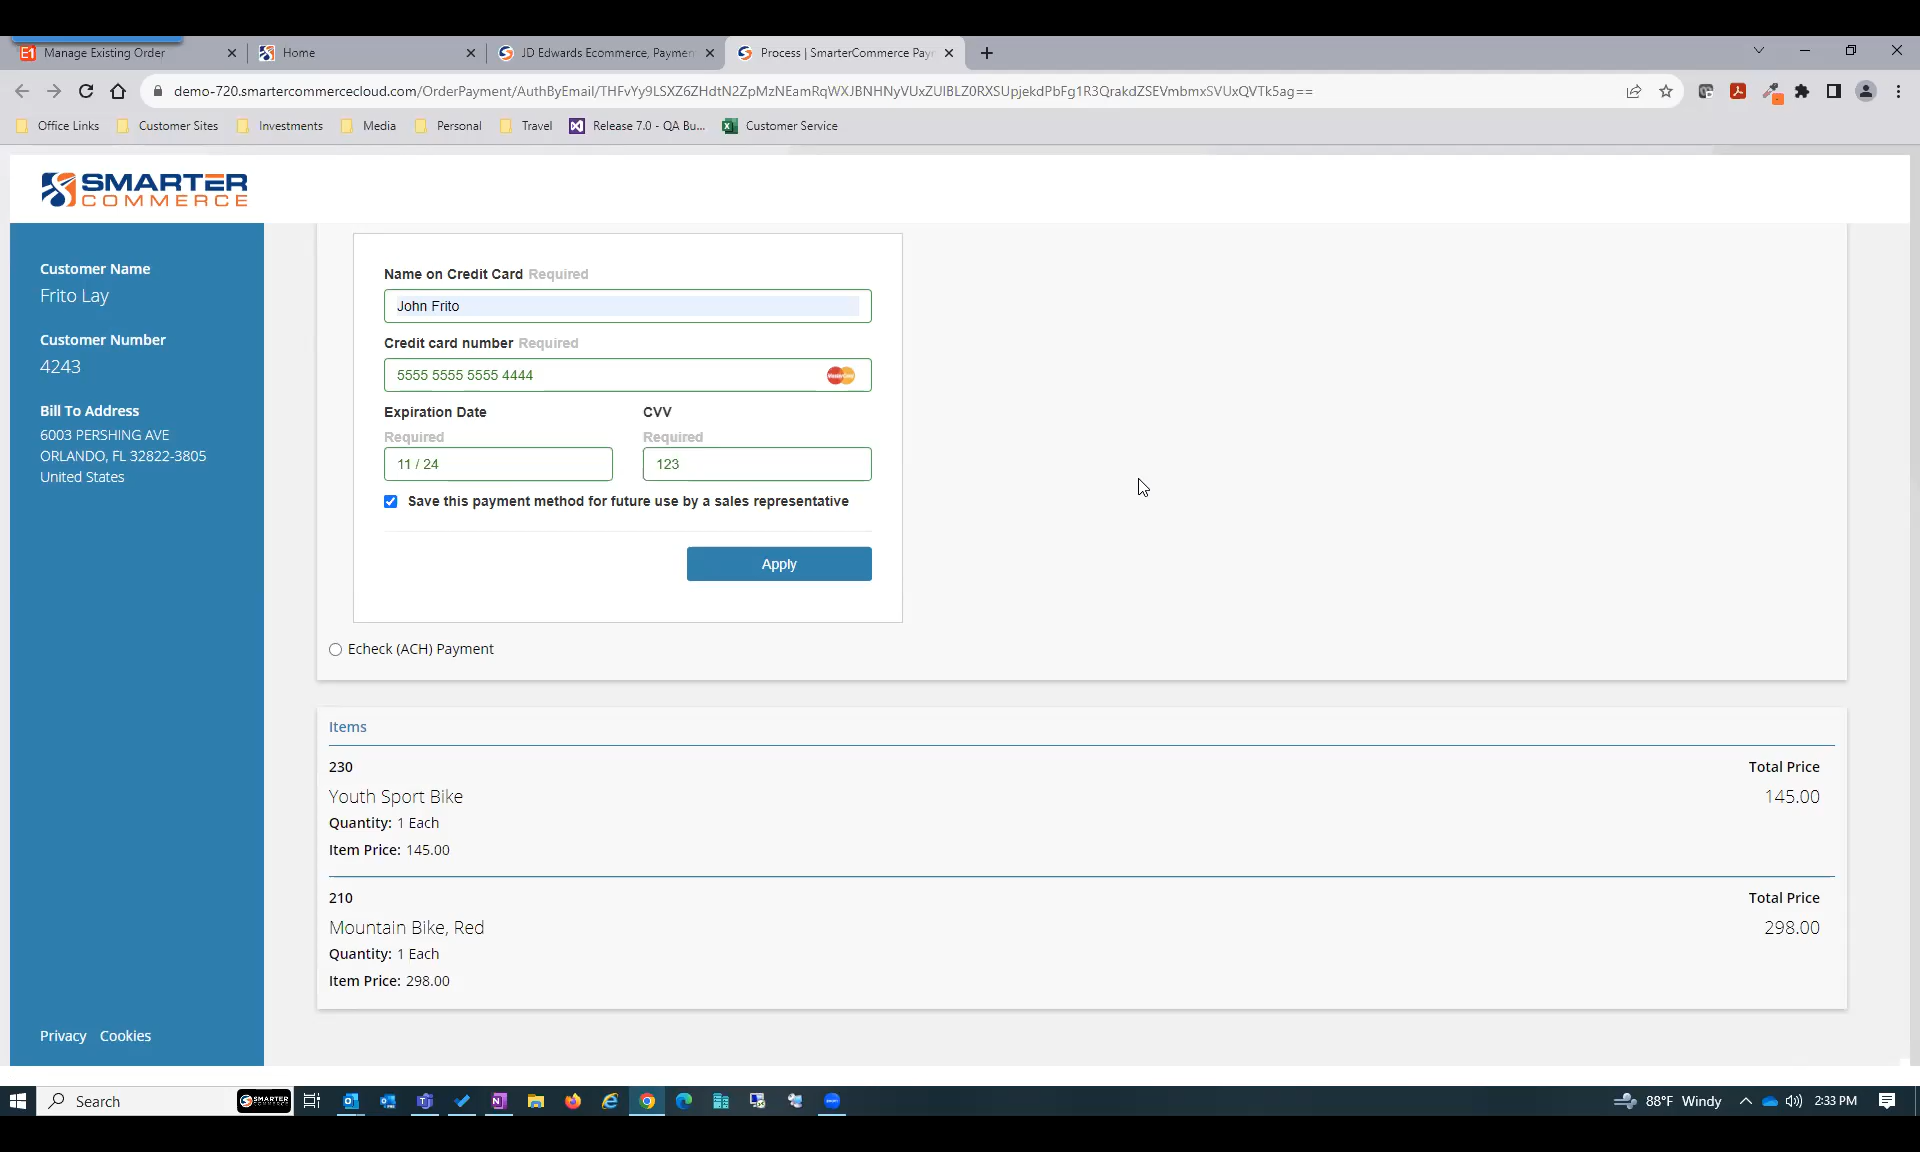 Manage Existing Order
Home
JD Edwards Ecommerce, Paymen
Process | SmarterCommerce Pay
demo-720.smartercommercecloud.com/OrderPayment/AuthByEmail/THFvYy9LSXZ6ZHdtN2ZpMzNEamRqWXJBNHNyVUxZUlBLZ0RXSUpjekdPbFg1R3QrakdZSEVmbmxSVUxQVTk5ag==
Office Links
Customer Sites
Investments
Media
Personal
Travel
Release 7.0 - QA Bu...
Customer Service
SMARTER
COMMERCE
Customer Name
Frito Lay
Customer Number
4243
Bill To Address
6003 PERSHING AVE
ORLANDO, FL 32822-3805
United States
Name on Credit Card Required
John Frito
Credit card number Required
5555 5555 5555 4444
MasterCard
Expiration Date CVV
Required Required
11 / 24 123
Save this payment method for future use by a sales representative
Apply
Echeck (ACH) Payment
Items
230 Total Price
Youth Sport Bike 145.00
Quantity: 1 Each
Item Price: 145.00
210 Total Price
Mountain Bike, Red 298.00
Quantity: 1 Each
Item Price: 298.00
Privacy Cookies
Search
SMARTER
88°F Windy
2:33 PM